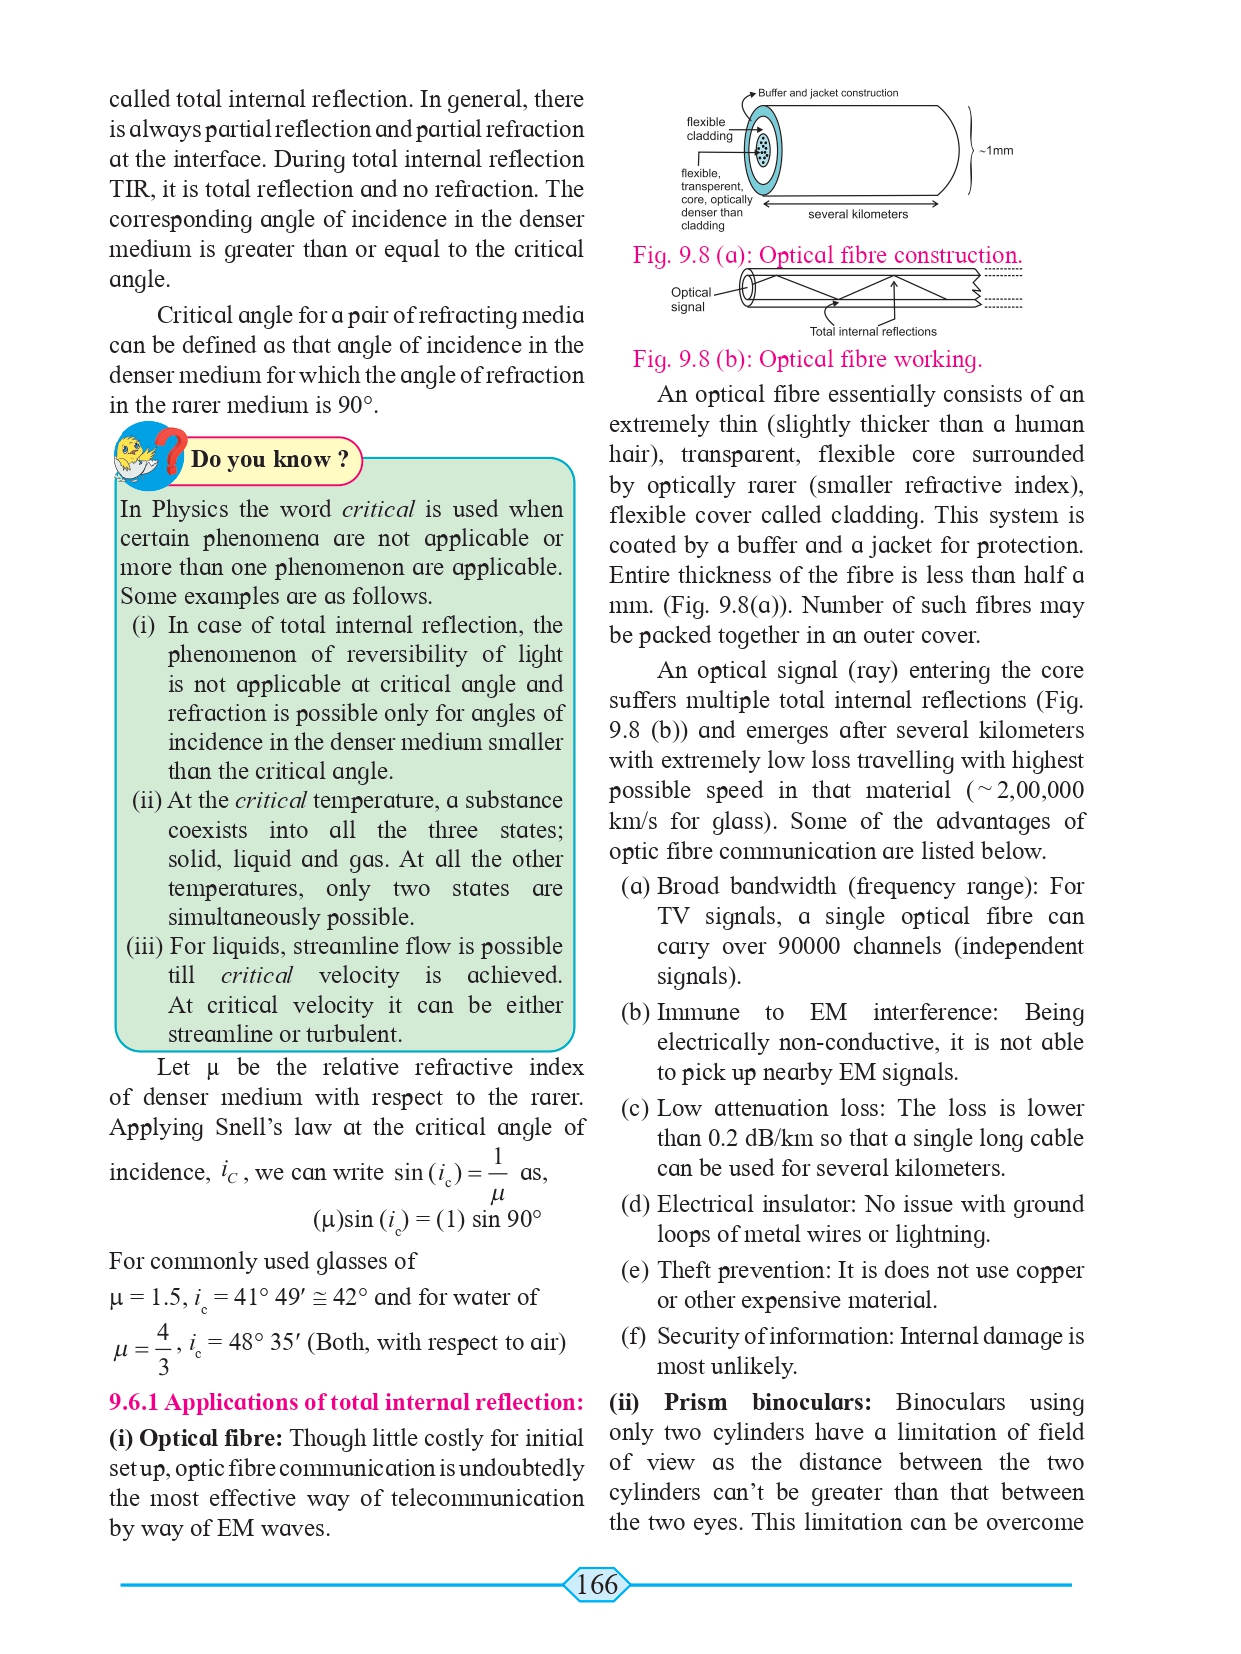 called total internal reflection. In general, there
is always partial reflection and partial refraction
at the interface. During total internal reflection
TIR, it is total reflection and no refraction. The
corresponding angle of incidence in the denser
medium is greater than or equal to the critical
angle.
Critical angle for a pair of refracting media
can be defined as that angle of incidence in the
denser medium for which the angle of refraction
in the rarer medium is 90°.
Do you know ?
In Physics the word critical is used when
certain phenomena are not applicable or
more than one phenomenon are applicable.
Some examples are as follows.
(i) In case of total internal reflection, the
phenomenon of reversibility of light
is not applicable at critical angle and
refraction is possible only for angles of
incidence in the denser medium smaller
than the critical angle.
(ii) At the critical temperature, a substance
coexists into all the three states;
solid, liquid and gas. At all the other
temperatures, only two states are
simultaneously possible.
(iii) For liquids, streamline flow is possible
till critical velocity is achieved.
At critical velocity it can be either
streamline or turbulent.
Let μ be the relative refractive index
of denser medium with respect to the rarer.
Applying Snell's law at the critical angle of
incidence, i_C, we can write sin (i_c) = 1/μ as,
(μ)sin (i_c) = (1) sin 90°
For commonly used glasses of
μ = 1.5, i_c = 41° 49′ ≅ 42° and for water of
μ = 4/3, i_c = 48° 35′ (Both, with respect to air)
9.6.1 Applications of total internal reflection:
(i) Optical fibre: Though little costly for initial
set up, optic fibre communication is undoubtedly
the most effective way of telecommunication
by way of EM waves.
Buffer and jacket construction
flexible
cladding
~1mm
flexible,
transperent,
core, optically
denser than
cladding
several kilometers
Fig. 9.8 (a): Optical fibre construction.
Optical
signal
Total internal reflections
Fig. 9.8 (b): Optical fibre working.
An optical fibre essentially consists of an
extremely thin (slightly thicker than a human
hair), transparent, flexible core surrounded
by optically rarer (smaller refractive index),
flexible cover called cladding. This system is
coated by a buffer and a jacket for protection.
Entire thickness of the fibre is less than half a
mm. (Fig. 9.8(a)). Number of such fibres may
be packed together in an outer cover.
An optical signal (ray) entering the core
suffers multiple total internal reflections (Fig.
9.8 (b)) and emerges after several kilometers
with extremely low loss travelling with highest
possible speed in that material (~2,00,000
km/s for glass). Some of the advantages of
optic fibre communication are listed below.
(a) Broad bandwidth (frequency range): For
TV signals, a single optical fibre can
carry over 90000 channels (independent
signals).
(b) Immune to EM interference: Being
electrically non-conductive, it is not able
to pick up nearby EM signals.
(c) Low attenuation loss: The loss is lower
than 0.2 dB/km so that a single long cable
can be used for several kilometers.
(d) Electrical insulator: No issue with ground
loops of metal wires or lightning.
(e) Theft prevention: It is does not use copper
or other expensive material.
(f) Security of information: Internal damage is
most unlikely.
(ii) Prism binoculars: Binoculars using
only two cylinders have a limitation of field
of view as the distance between the two
cylinders can't be greater than that between
the two eyes. This limitation can be overcome
166